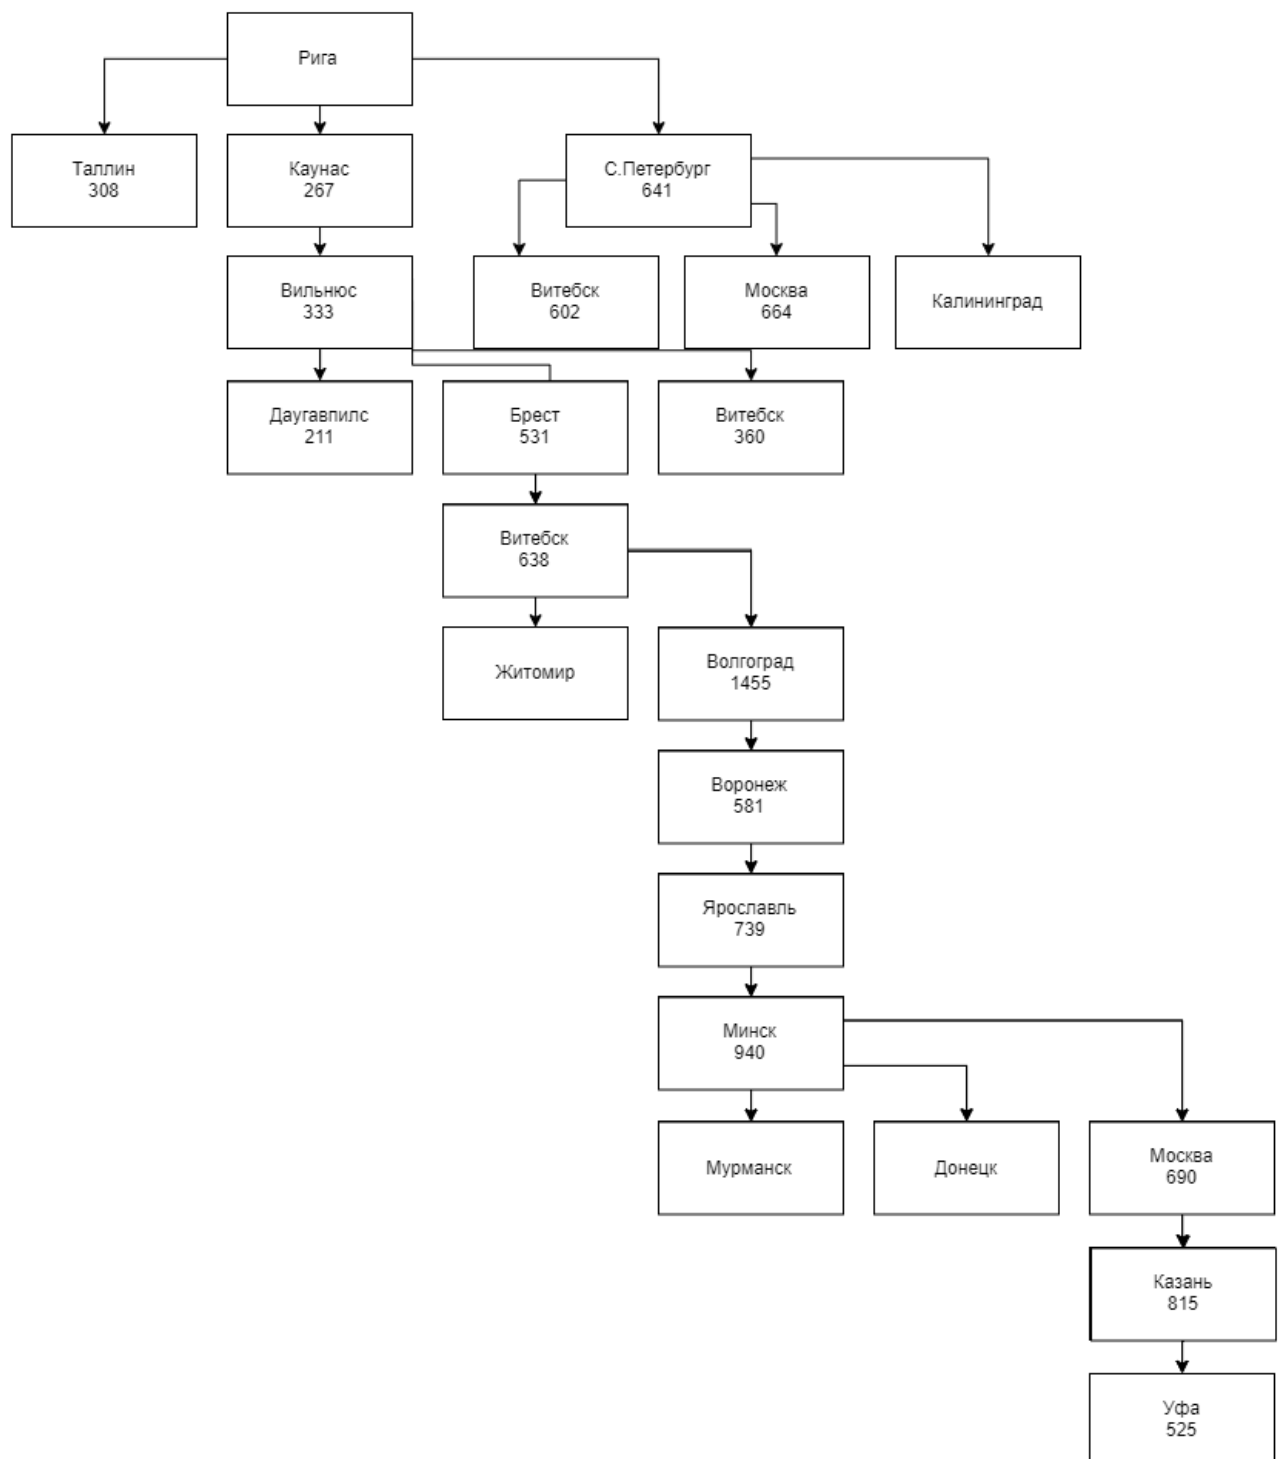 Рига
Таллин
308
Каунас
267
С.Петербург
641
Вильнюс
333
Витебск
602
Москва
664
Калининград
Даугавпилс
211
Брест
531
Витебск
360
Витебск
638
Житомир
Волгоград
1455
Воронеж
581
Ярославль
739
Минск
940
Мурманск
Донецк
Москва
690
Казань
815
Уфа
525